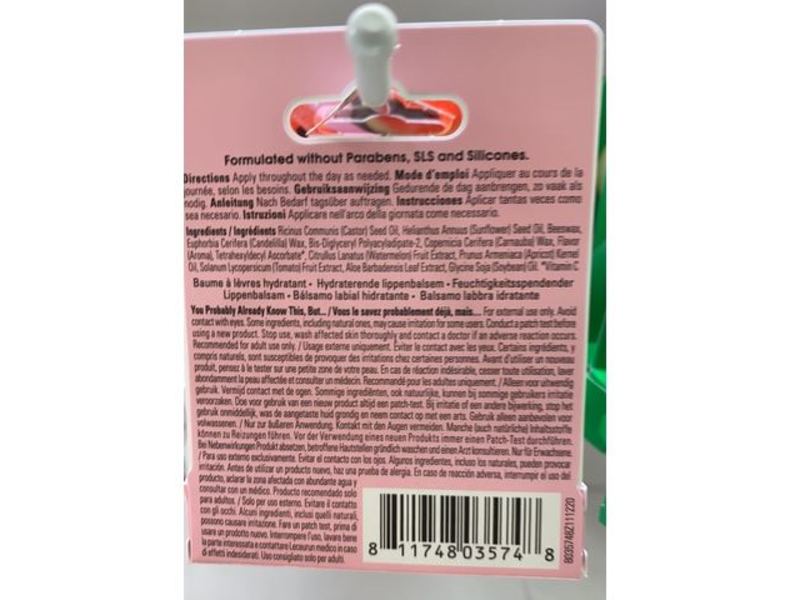 Formulated without Parabens, SLS and Silicones.
Directions Apply throughout the day as needed. Mode d'emploi Appliquer au cours de la
journée, selon les besoins. Gebruiksaanwijzing Gedurende de dag aanbrengen, zo vaak als
nodig. Anleitung Nach Bedarf tagsüber auftragen. Instrucciones Aplicar tantas veces como
sea necesario. Istruzioni Applicare nell'arco della giornata come necessario.
Ingredients / Ingrédients Ricinus Communis (Castor) Seed Oil, Helianthus Annuus (Sunflower) Seed Oil, Beeswax,
Euphorbia Cerifera (Candelilla) Wax, Bis-Diglyceryl Polyacyladipate-2, Copernicia Cerifera (Carnauba) Wax, Flavor
(Aroma), Tetrahexyldecyl Ascorbate*, Citrullus Lanatus (Watermelon) Fruit Extract, Prunus Armeniaca (Apricot) Kernel
Oil, Solanum Lycopersicum (Tomato) Fruit Extract, Aloe Barbadensis Leaf Extract, Glycine Soja (Soybean) Oil. *Vitamin C
Baume à lèvres hydratant • Hydraterende lippenbalsem • Feuchtigkeitsspendender
Lippenbalsam • Bálsamo labial hidratante • Balsamo labbra idratante
You Probably Already Know This, But... / Vous le savez probablement déjà, mais... For external use only. Avoid
contact with eyes. Some ingredients, including natural ones, may cause irritation for some users. Conduct a patch test before
using a new product. Stop use, wash affected skin thoroughly and contact a doctor if an adverse reaction occurs.
Recommended for adult use only. / Usage externe uniquement. Éviter le contact avec les yeux. Certains ingrédients, y
compris naturels, sont susceptibles de provoquer des irritations chez certaines personnes. Avant d'utiliser un nouveau
produit, pensez à le tester sur une petite zone de votre peau. En cas de réaction indésirable, cesser toute utilisation, laver
abondamment la peau affectée et consulter un médecin. Recommandé pour les adultes uniquement. / Alleen voor uitwendig
gebruik. Vermijd contact met de ogen. Sommige ingrediënten, ook natuurlijke, kunnen bij sommige gebruikers irritatie
veroorzaken. Doe voor gebruik van een nieuw product altijd een patch-test. Bij irritatie of een andere bijwerking, stop het
gebruik onmiddellijk, was de aangetaste huid grondig en neem contact op met een arts. Gebruik alleen aanbevolen voor
volwassenen. / Nur zur äußeren Anwendung. Kontakt mit den Augen vermeiden. Manche (auch natürliche) Inhaltsstoffe
können zu Reizungen führen. Vor der Verwendung eines neuen Produkts immer einen Patch-Test durchführen.
Bei Nebenwirkungen Produkt absetzen, betroffene Hautstellen gründlich waschen und einen Arzt konsultieren. Nur für Erwachsene.
/ Para uso externo exclusivamente. Evitar el contacto con los ojos. Algunos ingredientes, incluso los naturales, pueden provocar
irritación. Antes de utilizar un producto nuevo, haz una prueba de alergia. En caso de reacción adversa, interrumpir el uso del
producto, aclarar la zona afectada con abundante agua y
consultar con un médico. Producto recomendado solo
para adultos. / Solo per uso esterno. Evitare il contatto
con gli occhi. Alcuni ingredienti, inclusi quelli naturali,
possono causare irritazione. Fare un patch test, prima di
usare un prodotto nuovo. Interrompere l'uso, lavare bene
la parte interessata e contattare un medico in caso
di effetti indesiderati. Uso consigliato solo per adulti.
8 11748 03574 8
8035748Z111220